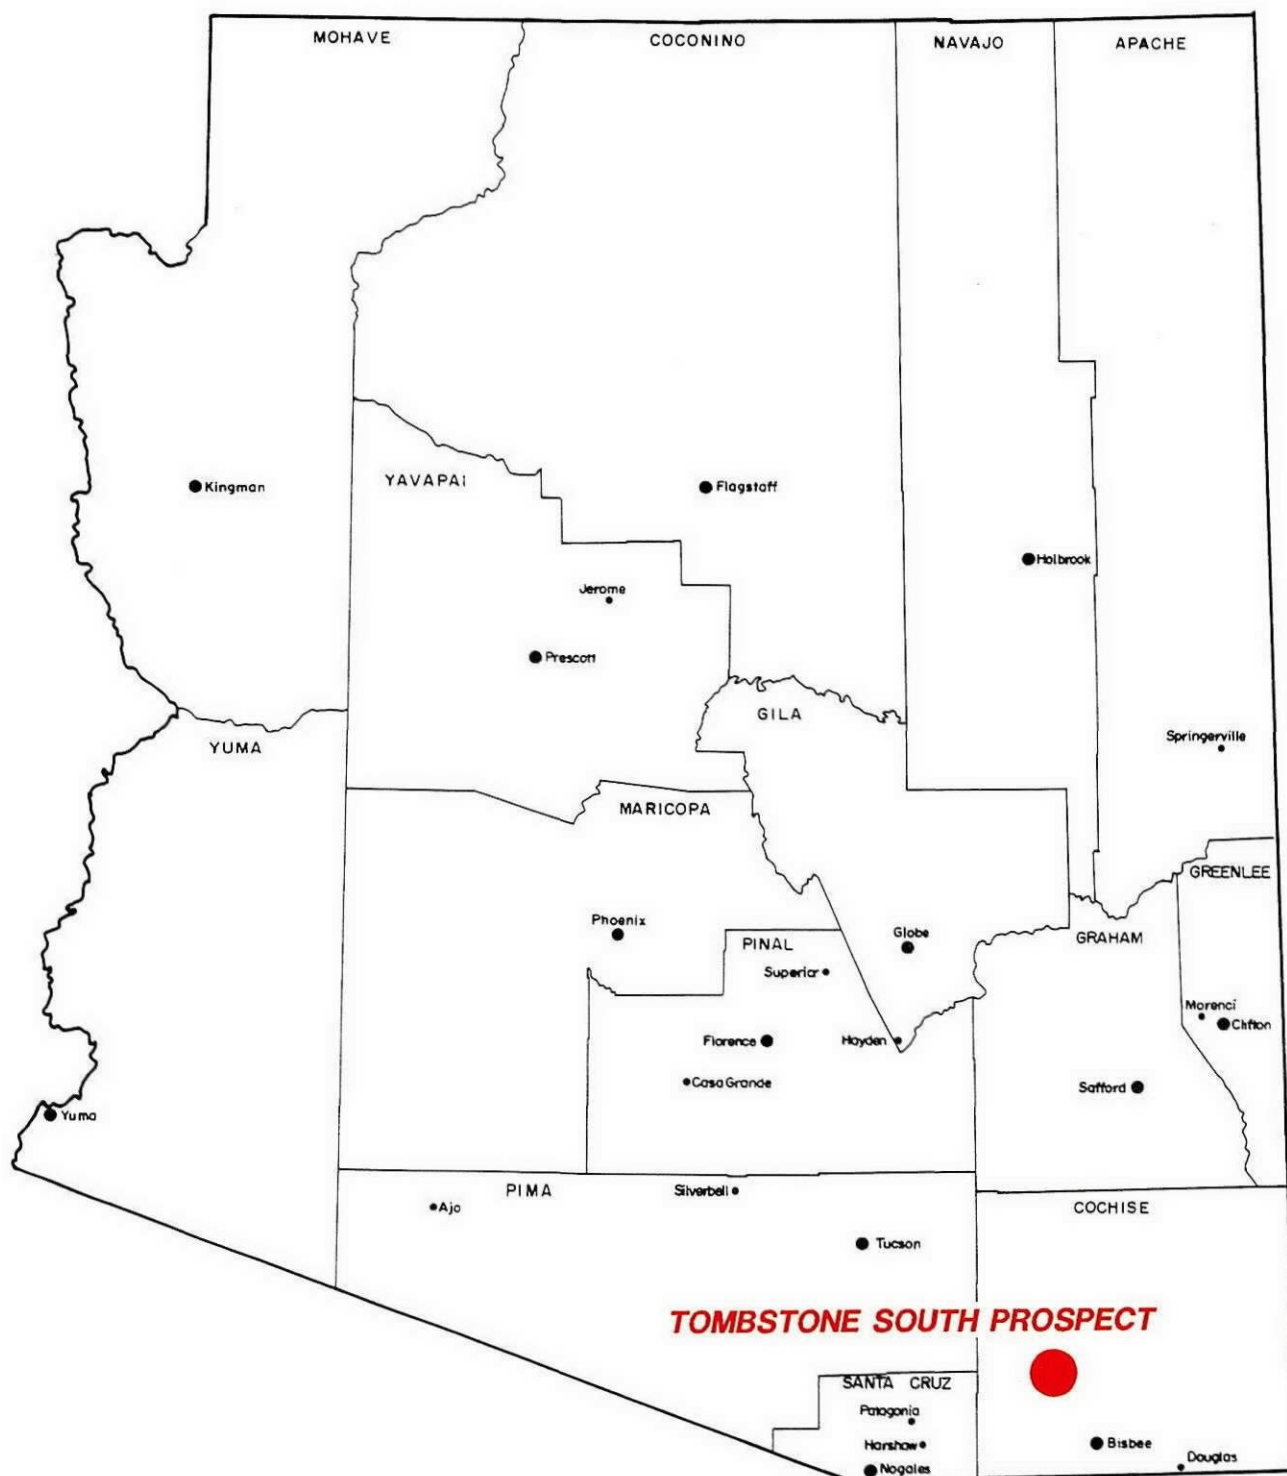 MOHAVE
COCONINO
NAVAJO
APACHE
YAVAPAI
Kingman
Flagstaff
Holbrook
Jerome
Prescott
GILA
YUMA
Springerville
MARICOPA
GREENLEE
Phoenix
PINAL
Globe
GRAHAM
Superior
Morenci
Clifton
Florence
Hayden
Casa Grande
Safford
Yuma
PIMA
Silverbell
Ajo
COCHISE
Tucson
TOMBSTONE SOUTH PROSPECT
SANTA CRUZ
Patagonia
Harshaw
Bisbee
Nogales
Douglas